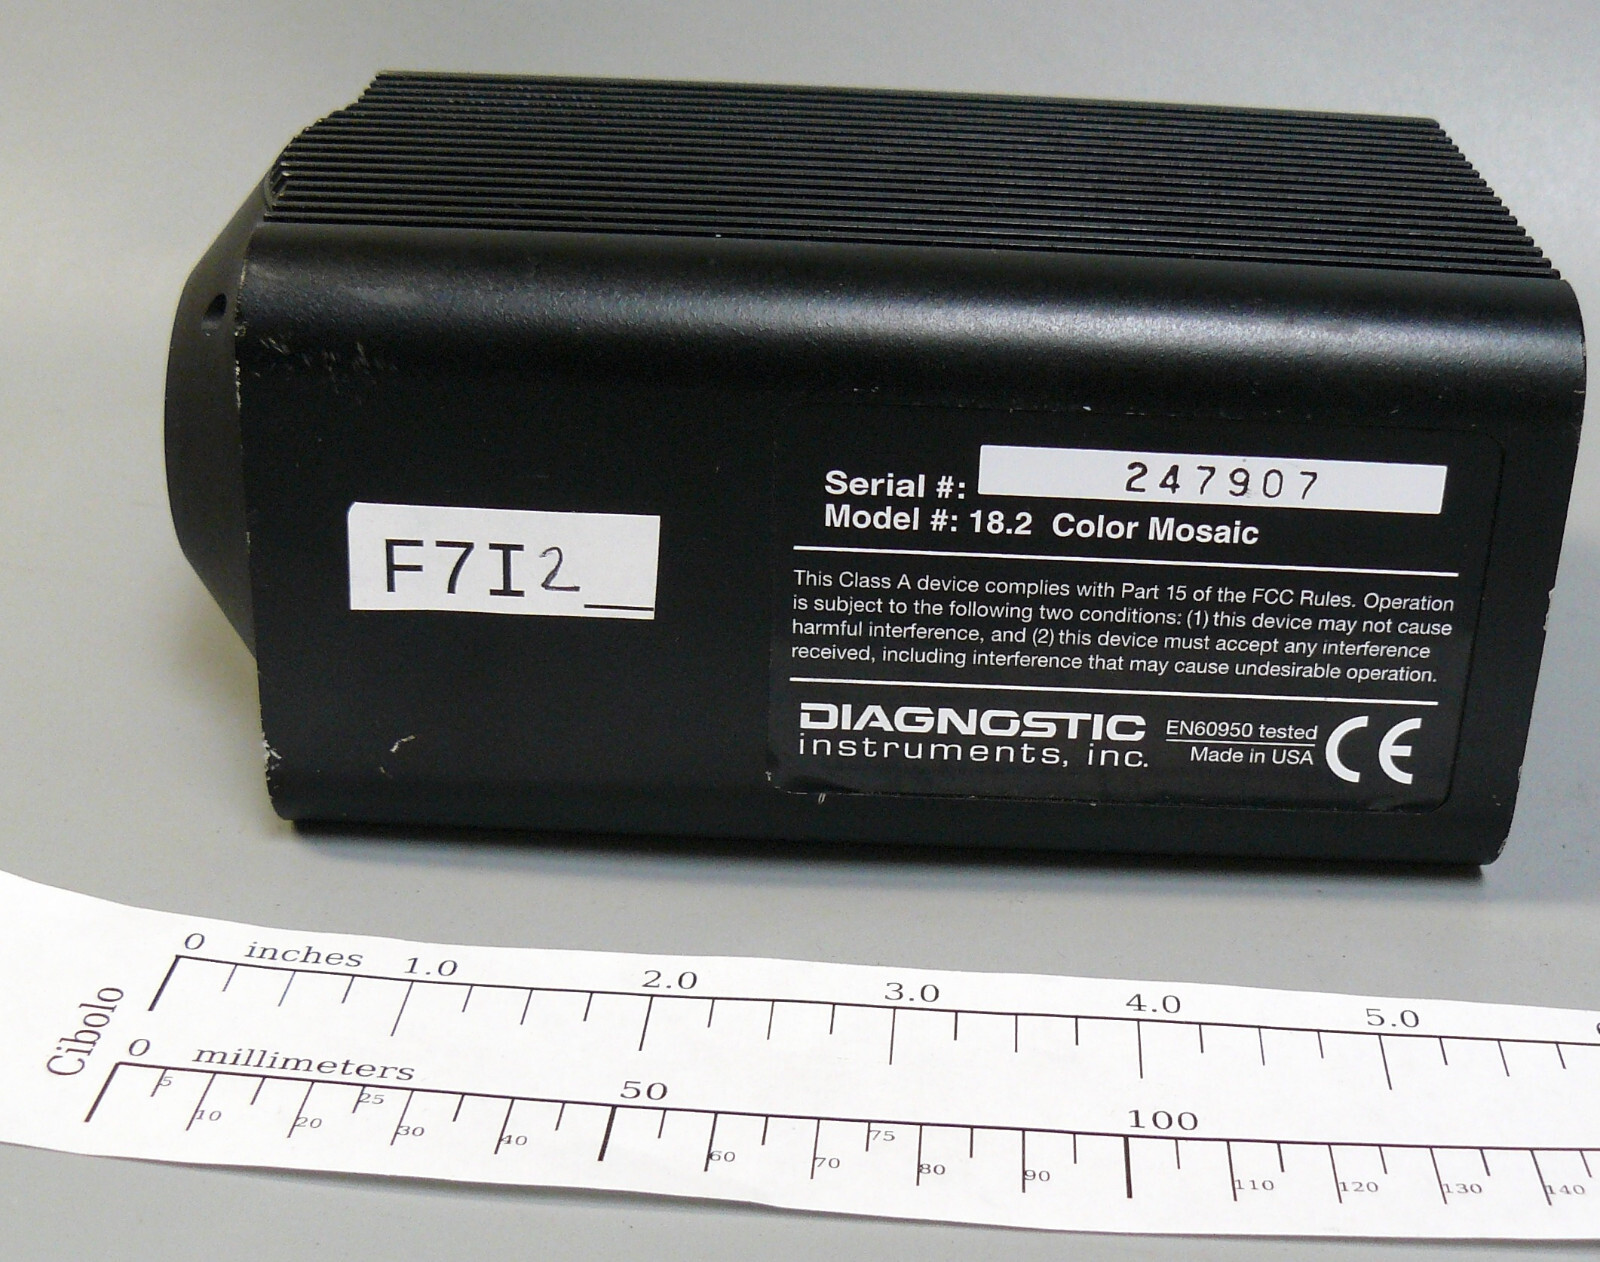 Serial #: 247907
Model #: 18.2 Color Mosaic
F7I2__
This Class A device complies with Part 15 of the FCC Rules. Operation
is subject to the following two conditions: (1) this device may not cause
harmful interference, and (2) this device must accept any interference
received, including interference that may cause undesirable operation.
DIAGNOSTIC
instruments, inc.
EN60950 tested
Made in USA
CE
0 inches 1.0 2.0 3.0 4.0 5.0
Cibolo
0 millimeters 50 100
5 10 20 25 30 40 60 70 75 80 90 110 120 130 140